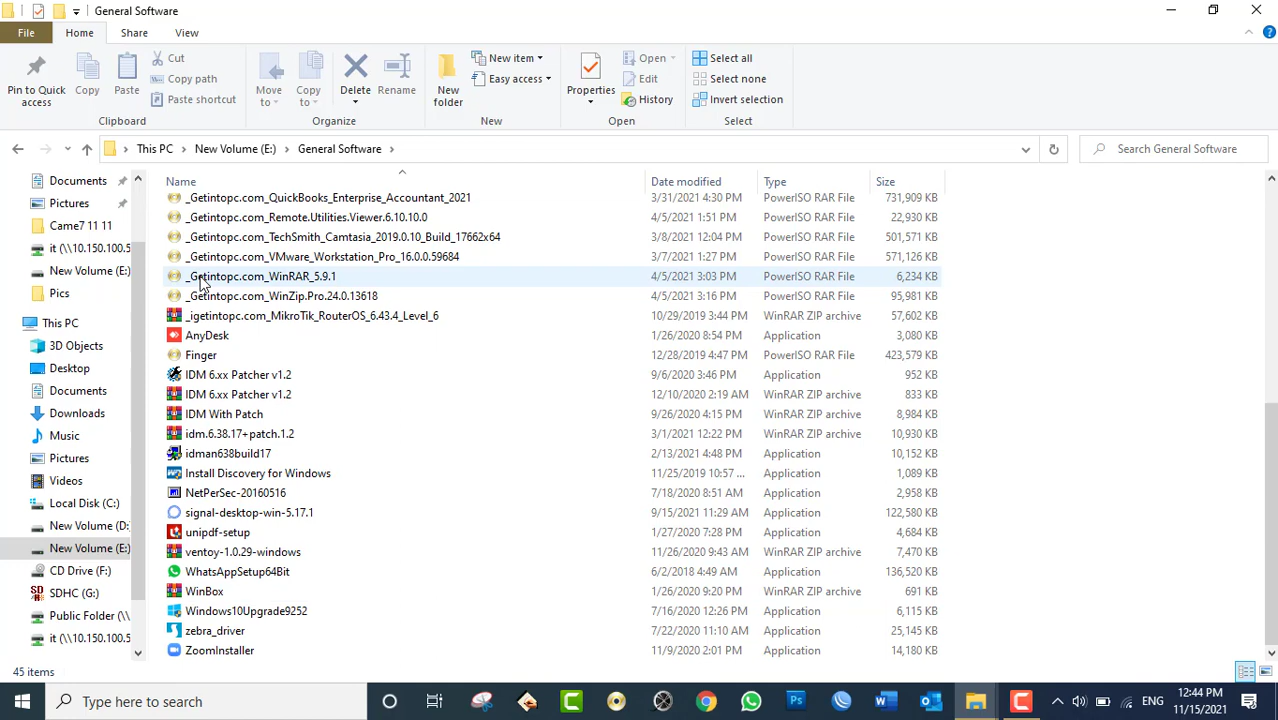 General Software
File Home Share View
Pin to Quick access
Copy
Paste
Cut
Copy path
Paste shortcut
Clipboard
Move to
Copy to
Delete
Rename
Organize
New folder
New item
Easy access
New
Properties
Open
Edit
History
Open
Select all
Select none
Invert selection
Select
This PC > New Volume (E:) > General Software >
Search General Software
Documents
Pictures
Came7 11 11
it (\\10.150.100.5
New Volume (E:)
Pics
This PC
3D Objects
Desktop
Documents
Downloads
Music
Pictures
Videos
Local Disk (C:)
New Volume (D:
New Volume (E:)
CD Drive (F:)
SDHC (G:)
Public Folder (\\
it (\\10.150.100.5
Name Date modified Type Size
_Getintopc.com_QuickBooks_Enterprise_Accountant_2021 3/31/2021 4:30 PM PowerISO RAR File 731,909 KB
_Getintopc.com_Remote.Utilities.Viewer.6.10.10.0 4/5/2021 1:51 PM PowerISO RAR File 22,930 KB
_Getintopc.com_TechSmith_Camtasia_2019.0.10_Build_17662x64 3/8/2021 12:04 PM PowerISO RAR File 501,571 KB
_Getintopc.com_VMware_Workstation_Pro_16.0.0.59684 3/7/2021 1:27 PM PowerISO RAR File 571,126 KB
_Getintopc.com_WinRAR_5.9.1 4/5/2021 3:03 PM PowerISO RAR File 6,234 KB
_Getintopc.com_WinZip.Pro.24.0.13618 4/5/2021 3:16 PM PowerISO RAR File 95,981 KB
_igetintopc.com_MikroTik_RouterOS_6.43.4_Level_6 10/29/2019 3:44 PM WinRAR ZIP archive 57,602 KB
AnyDesk 1/26/2020 8:54 PM Application 3,080 KB
Finger 12/28/2019 4:47 PM PowerISO RAR File 423,579 KB
IDM 6.xx Patcher v1.2 9/6/2020 3:46 PM Application 952 KB
IDM 6.xx Patcher v1.2 12/10/2020 2:19 AM WinRAR ZIP archive 833 KB
IDM With Patch 9/26/2020 4:15 PM WinRAR ZIP archive 8,984 KB
idm.6.38.17+patch.1.2 3/1/2021 12:22 PM WinRAR ZIP archive 10,930 KB
idman638build17 2/13/2021 4:48 PM Application 10,152 KB
Install Discovery for Windows 11/25/2019 10:57 ... Application 1,089 KB
NetPerSec-20160516 7/18/2020 8:51 AM Application 2,958 KB
signal-desktop-win-5.17.1 9/15/2021 11:29 AM Application 122,580 KB
unipdf-setup 1/27/2020 7:28 PM Application 4,684 KB
ventoy-1.0.29-windows 11/26/2020 9:43 AM WinRAR ZIP archive 7,470 KB
WhatsAppSetup64Bit 6/2/2018 4:49 AM Application 136,520 KB
WinBox 1/26/2020 9:20 PM WinRAR ZIP archive 691 KB
Windows10Upgrade9252 7/16/2020 12:26 PM Application 6,115 KB
zebra_driver 7/22/2020 11:10 AM Application 25,145 KB
ZoomInstaller 11/9/2020 2:01 PM Application 14,180 KB
45 items
Type here to search
ENG
12:44 PM
11/15/2021